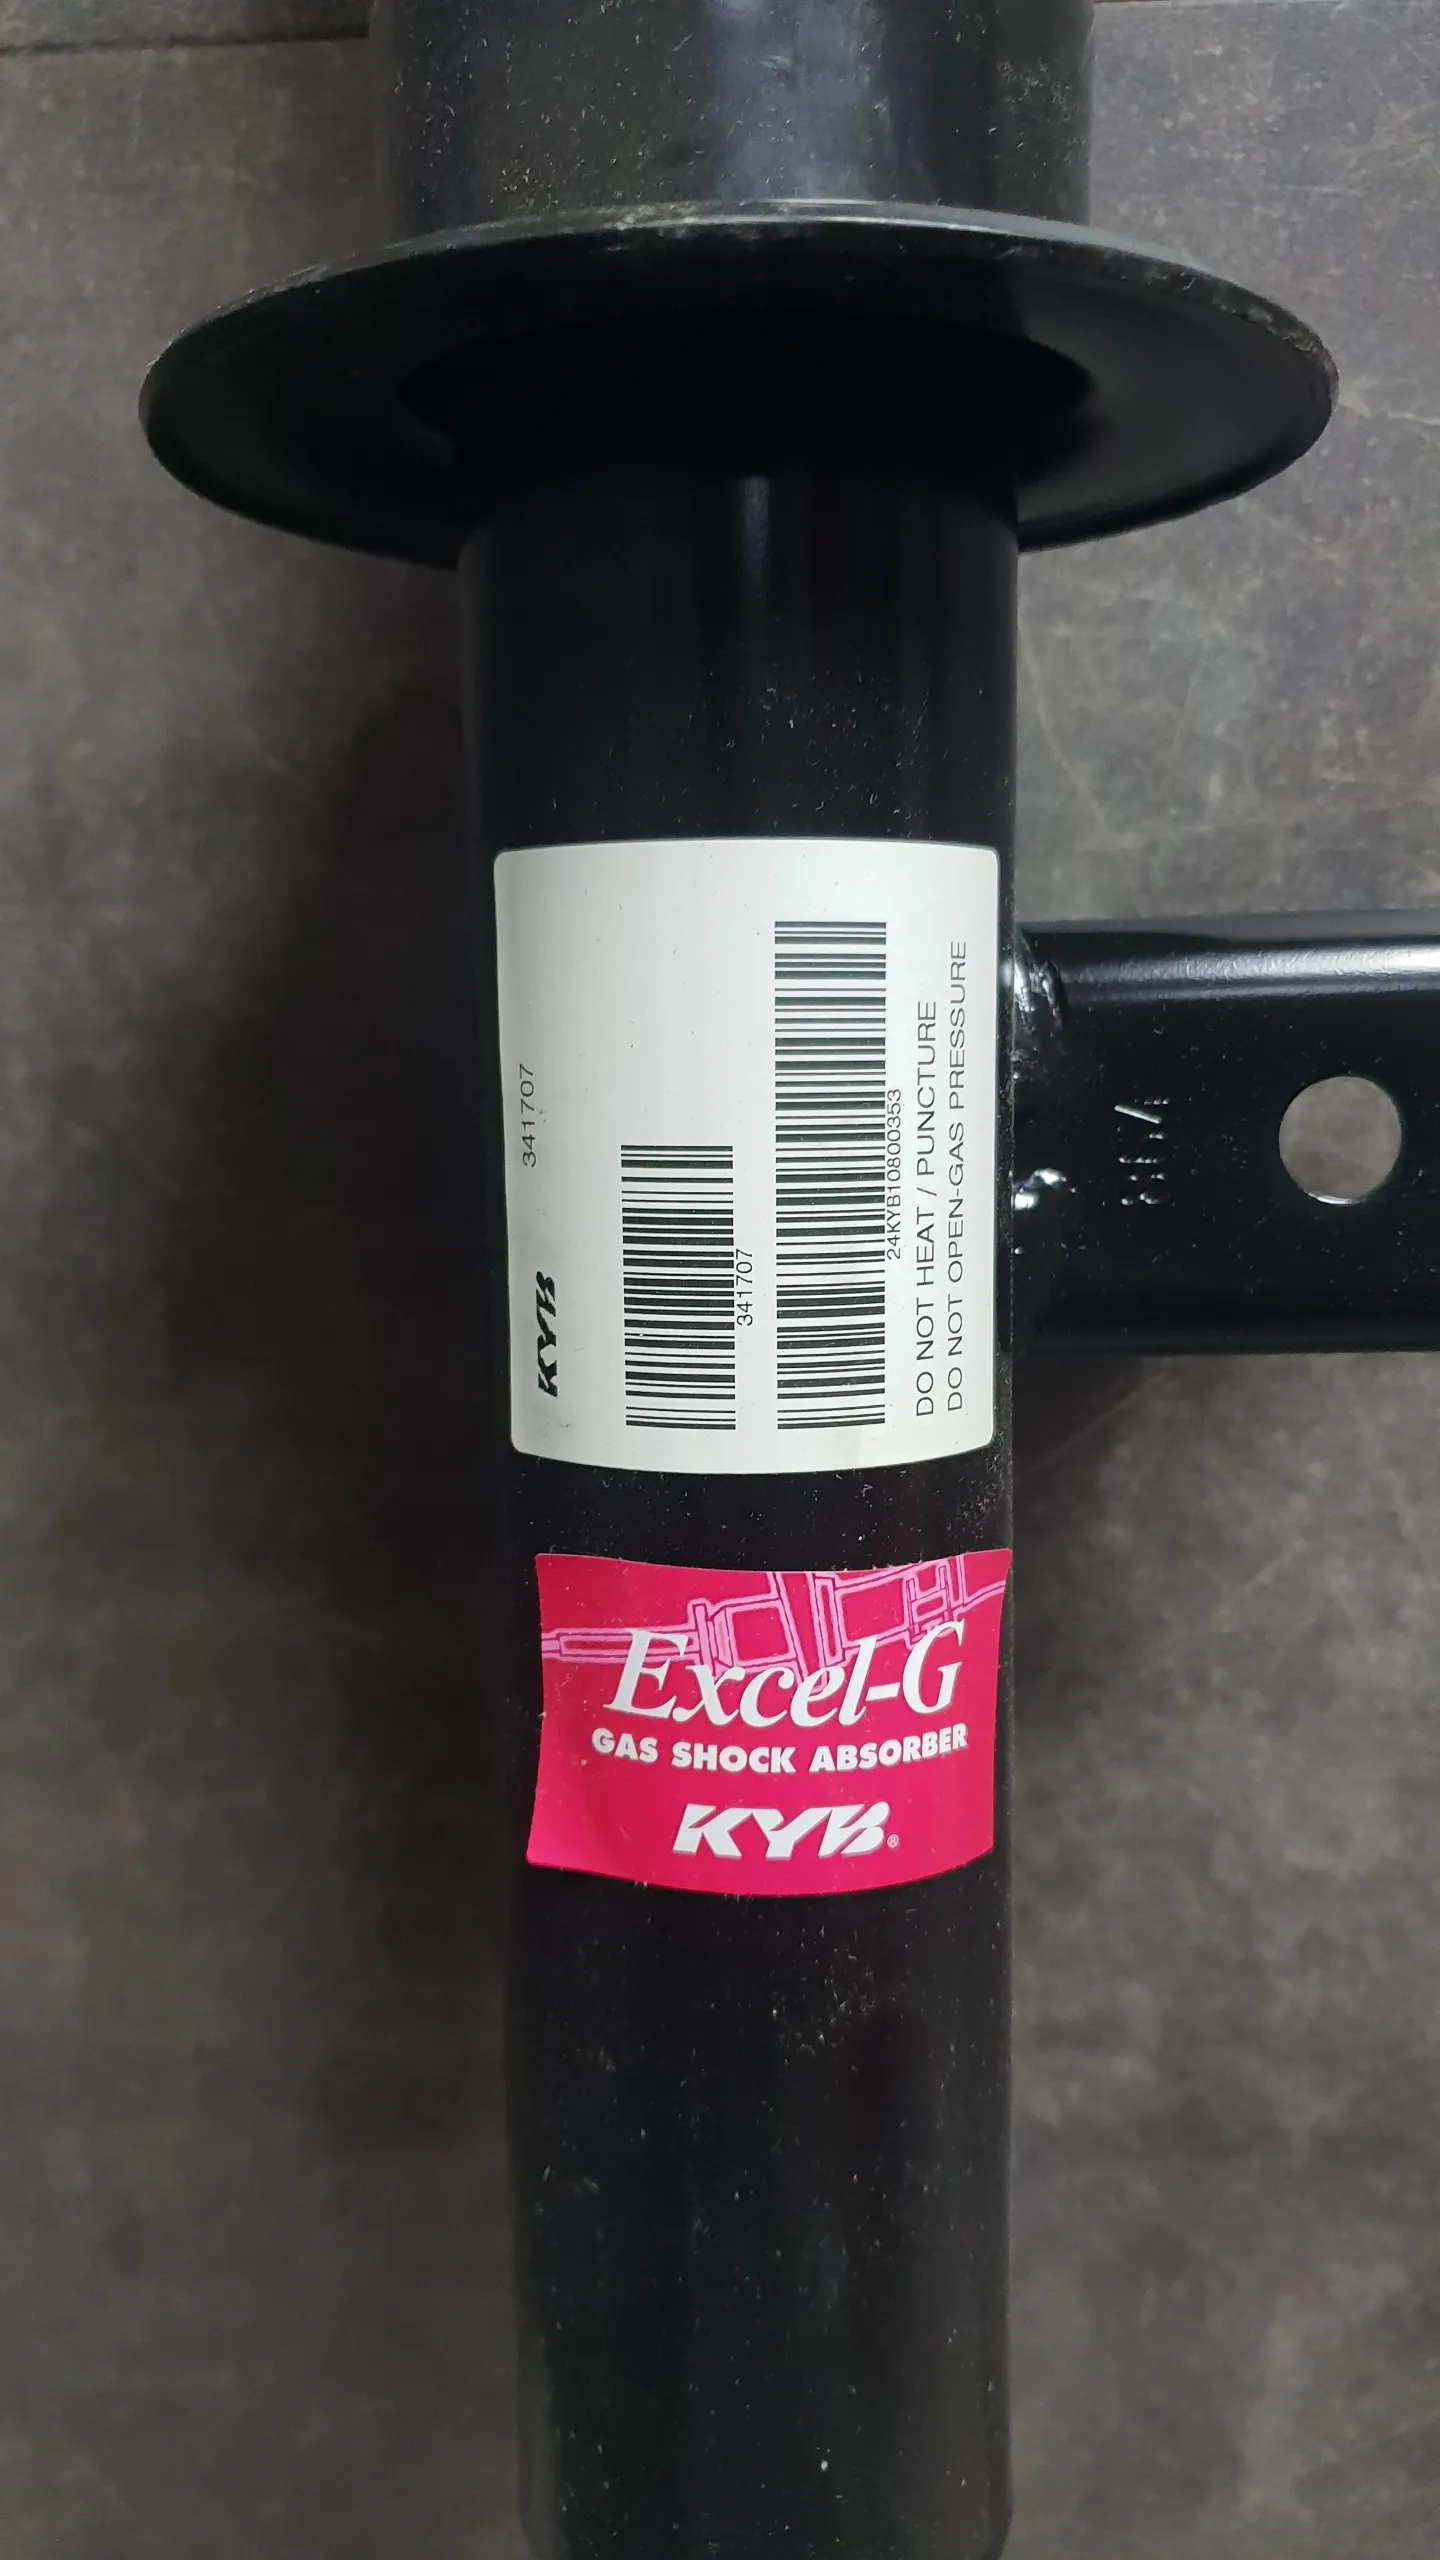 KYB 341707
341707
24KYB10800353
DO NOT HEAT / PUNCTURE
DO NOT OPEN-GAS PRESSURE
Excel-G
GAS SHOCK ABSORBER
KYB®